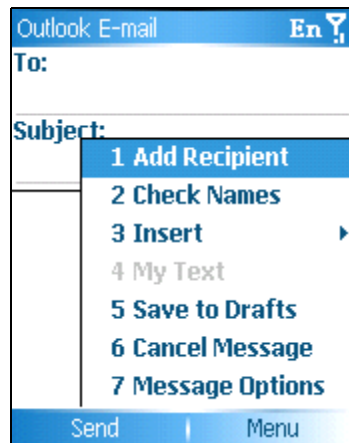 Outlook E-mail En
To:
Subject:
1 Add Recipient
2 Check Names
3 Insert
4 My Text
5 Save to Drafts
6 Cancel Message
7 Message Options
Send Menu